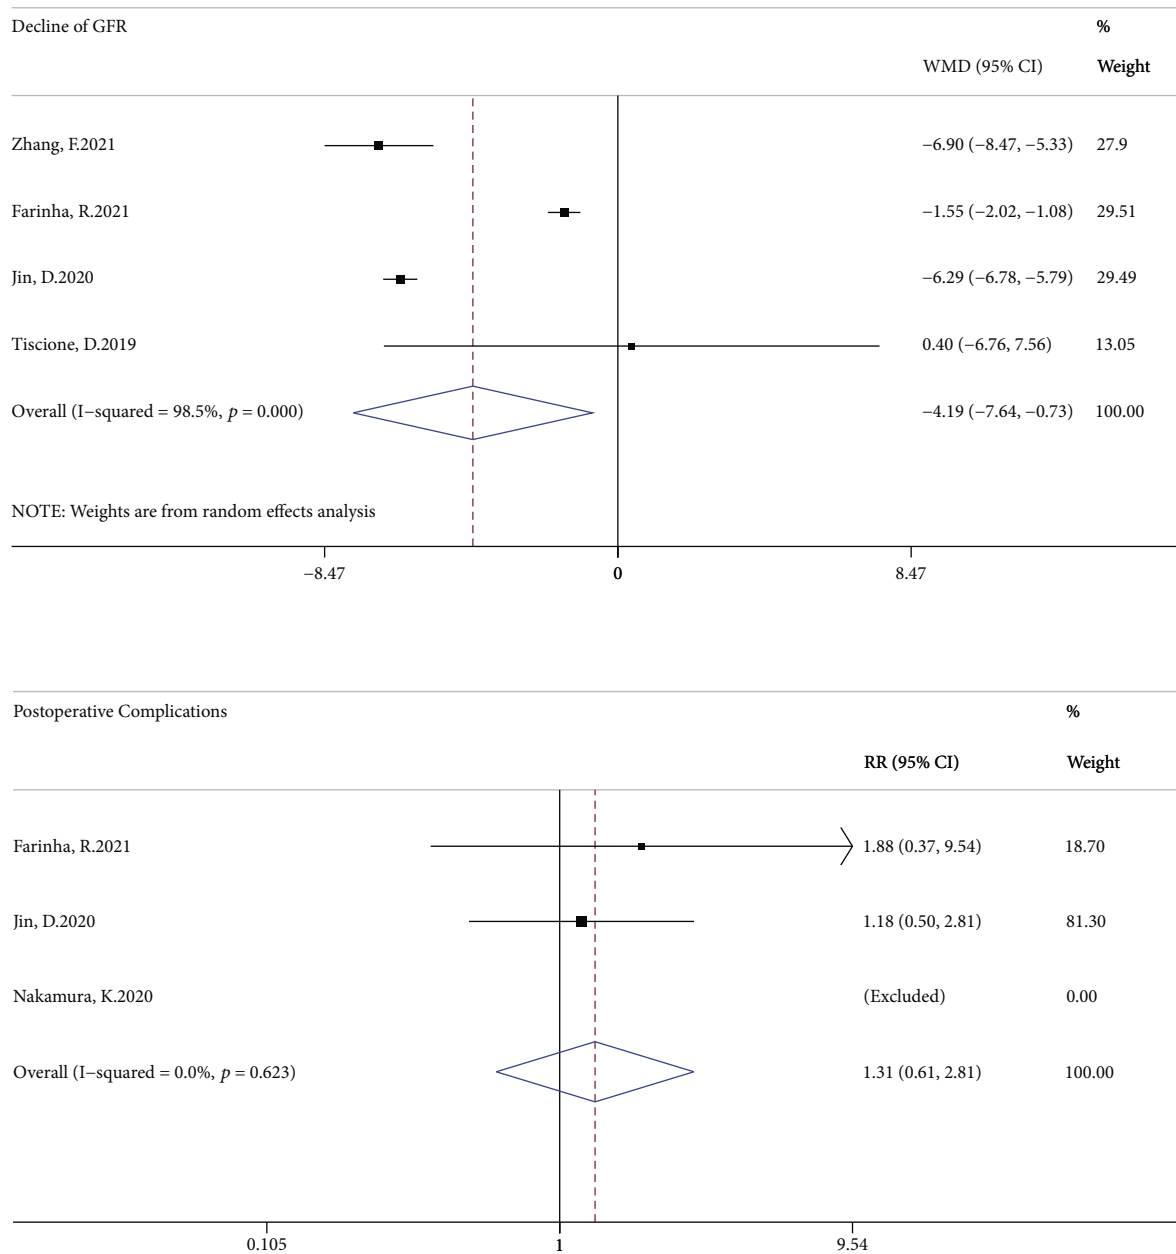 Decline of GFR %
WMD (95% CI) Weight
Zhang, F.2021 −6.90 (−8.47, −5.33) 27.9
Farinha, R.2021 −1.55 (−2.02, −1.08) 29.51
Jin, D.2020 −6.29 (−6.78, −5.79) 29.49
Tiscione, D.2019 0.40 (−6.76, 7.56) 13.05
Overall (I−squared = 98.5%, p = 0.000) −4.19 (−7.64, −0.73) 100.00
NOTE: Weights are from random effects analysis
−8.47 0 8.47
Postoperative Complications %
RR (95% CI) Weight
Farinha, R.2021 1.88 (0.37, 9.54) 18.70
Jin, D.2020 1.18 (0.50, 2.81) 81.30
Nakamura, K.2020 (Excluded) 0.00
Overall (I−squared = 0.0%, p = 0.623) 1.31 (0.61, 2.81) 100.00
0.105 1 9.54